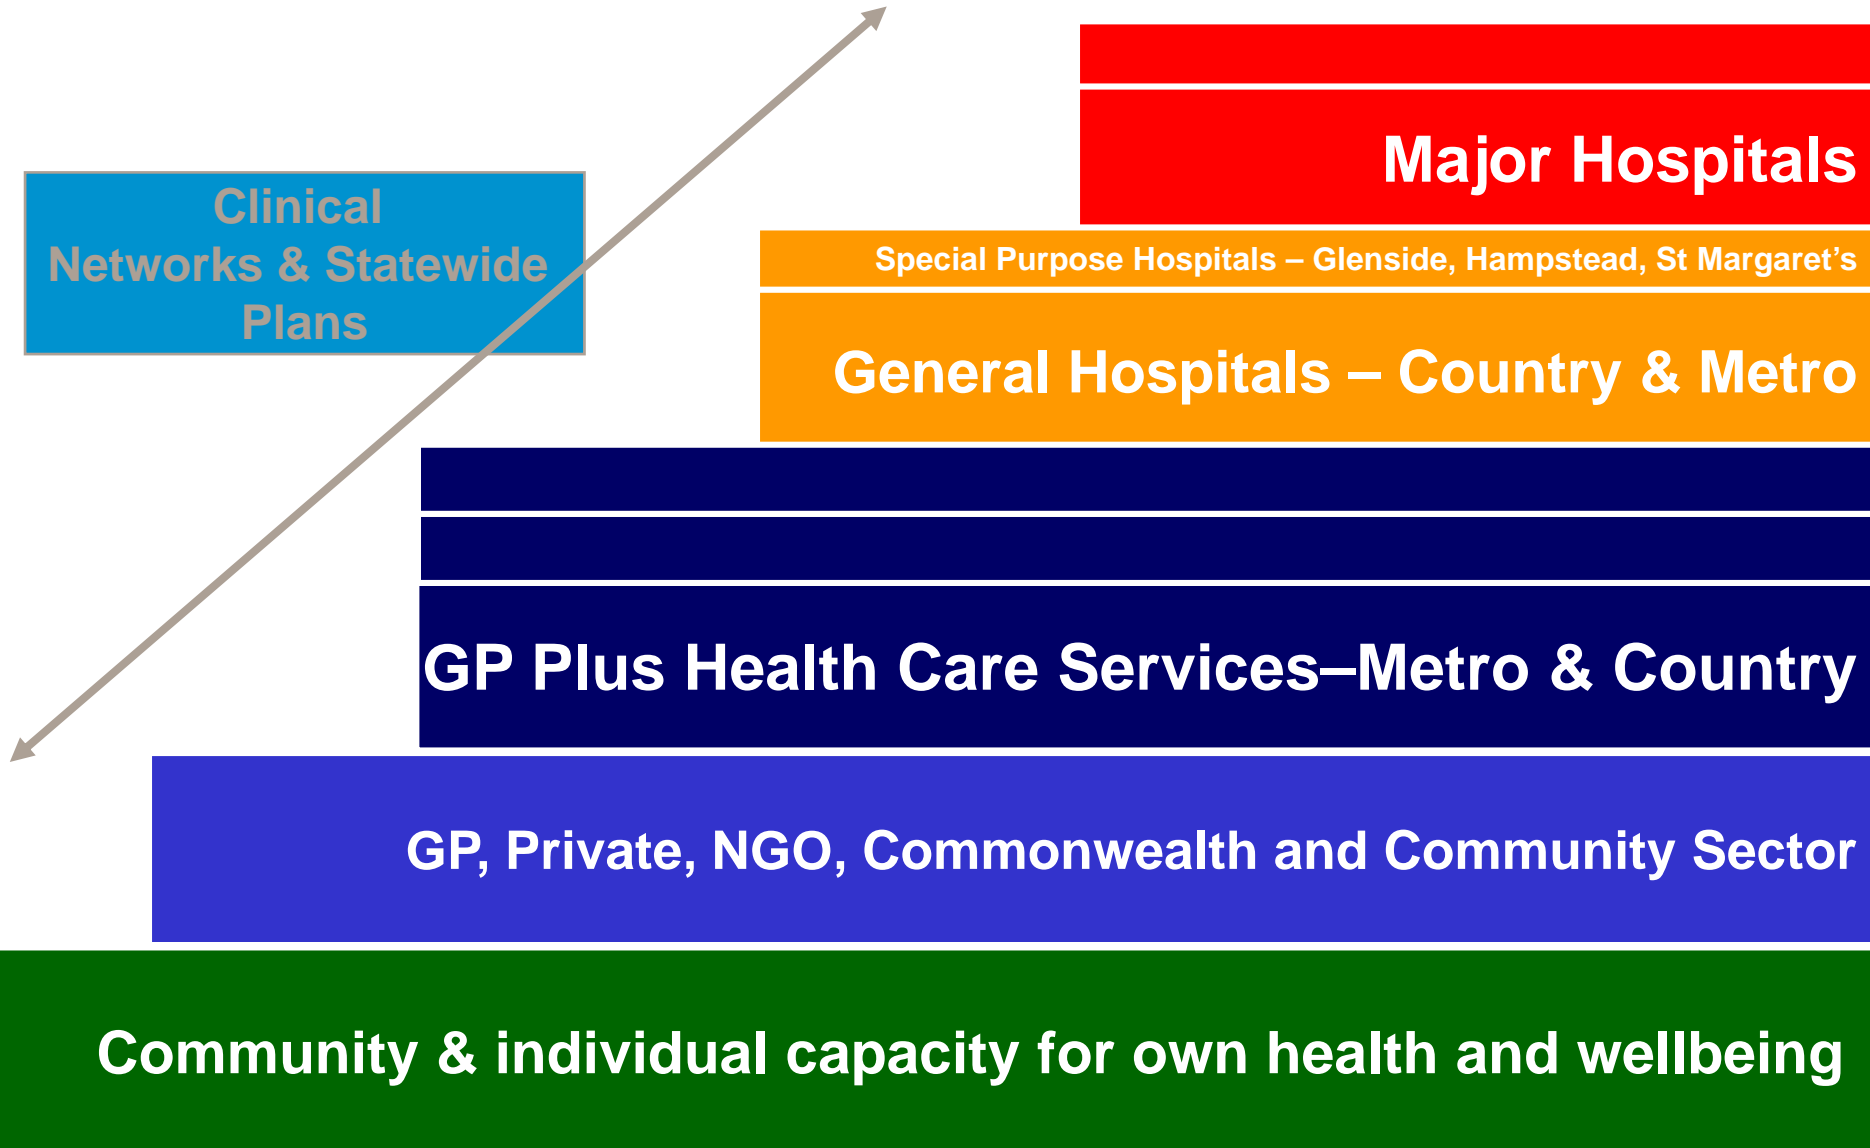 Clinical
Networks & Statewide
Plans
Major Hospitals
Special Purpose Hospitals – Glenside, Hampstead, St Margaret’s
General Hospitals – Country & Metro
GP Plus Health Care Services–Metro & Country
GP, Private, NGO, Commonwealth and Community Sector
Community & individual capacity for own health and wellbeing